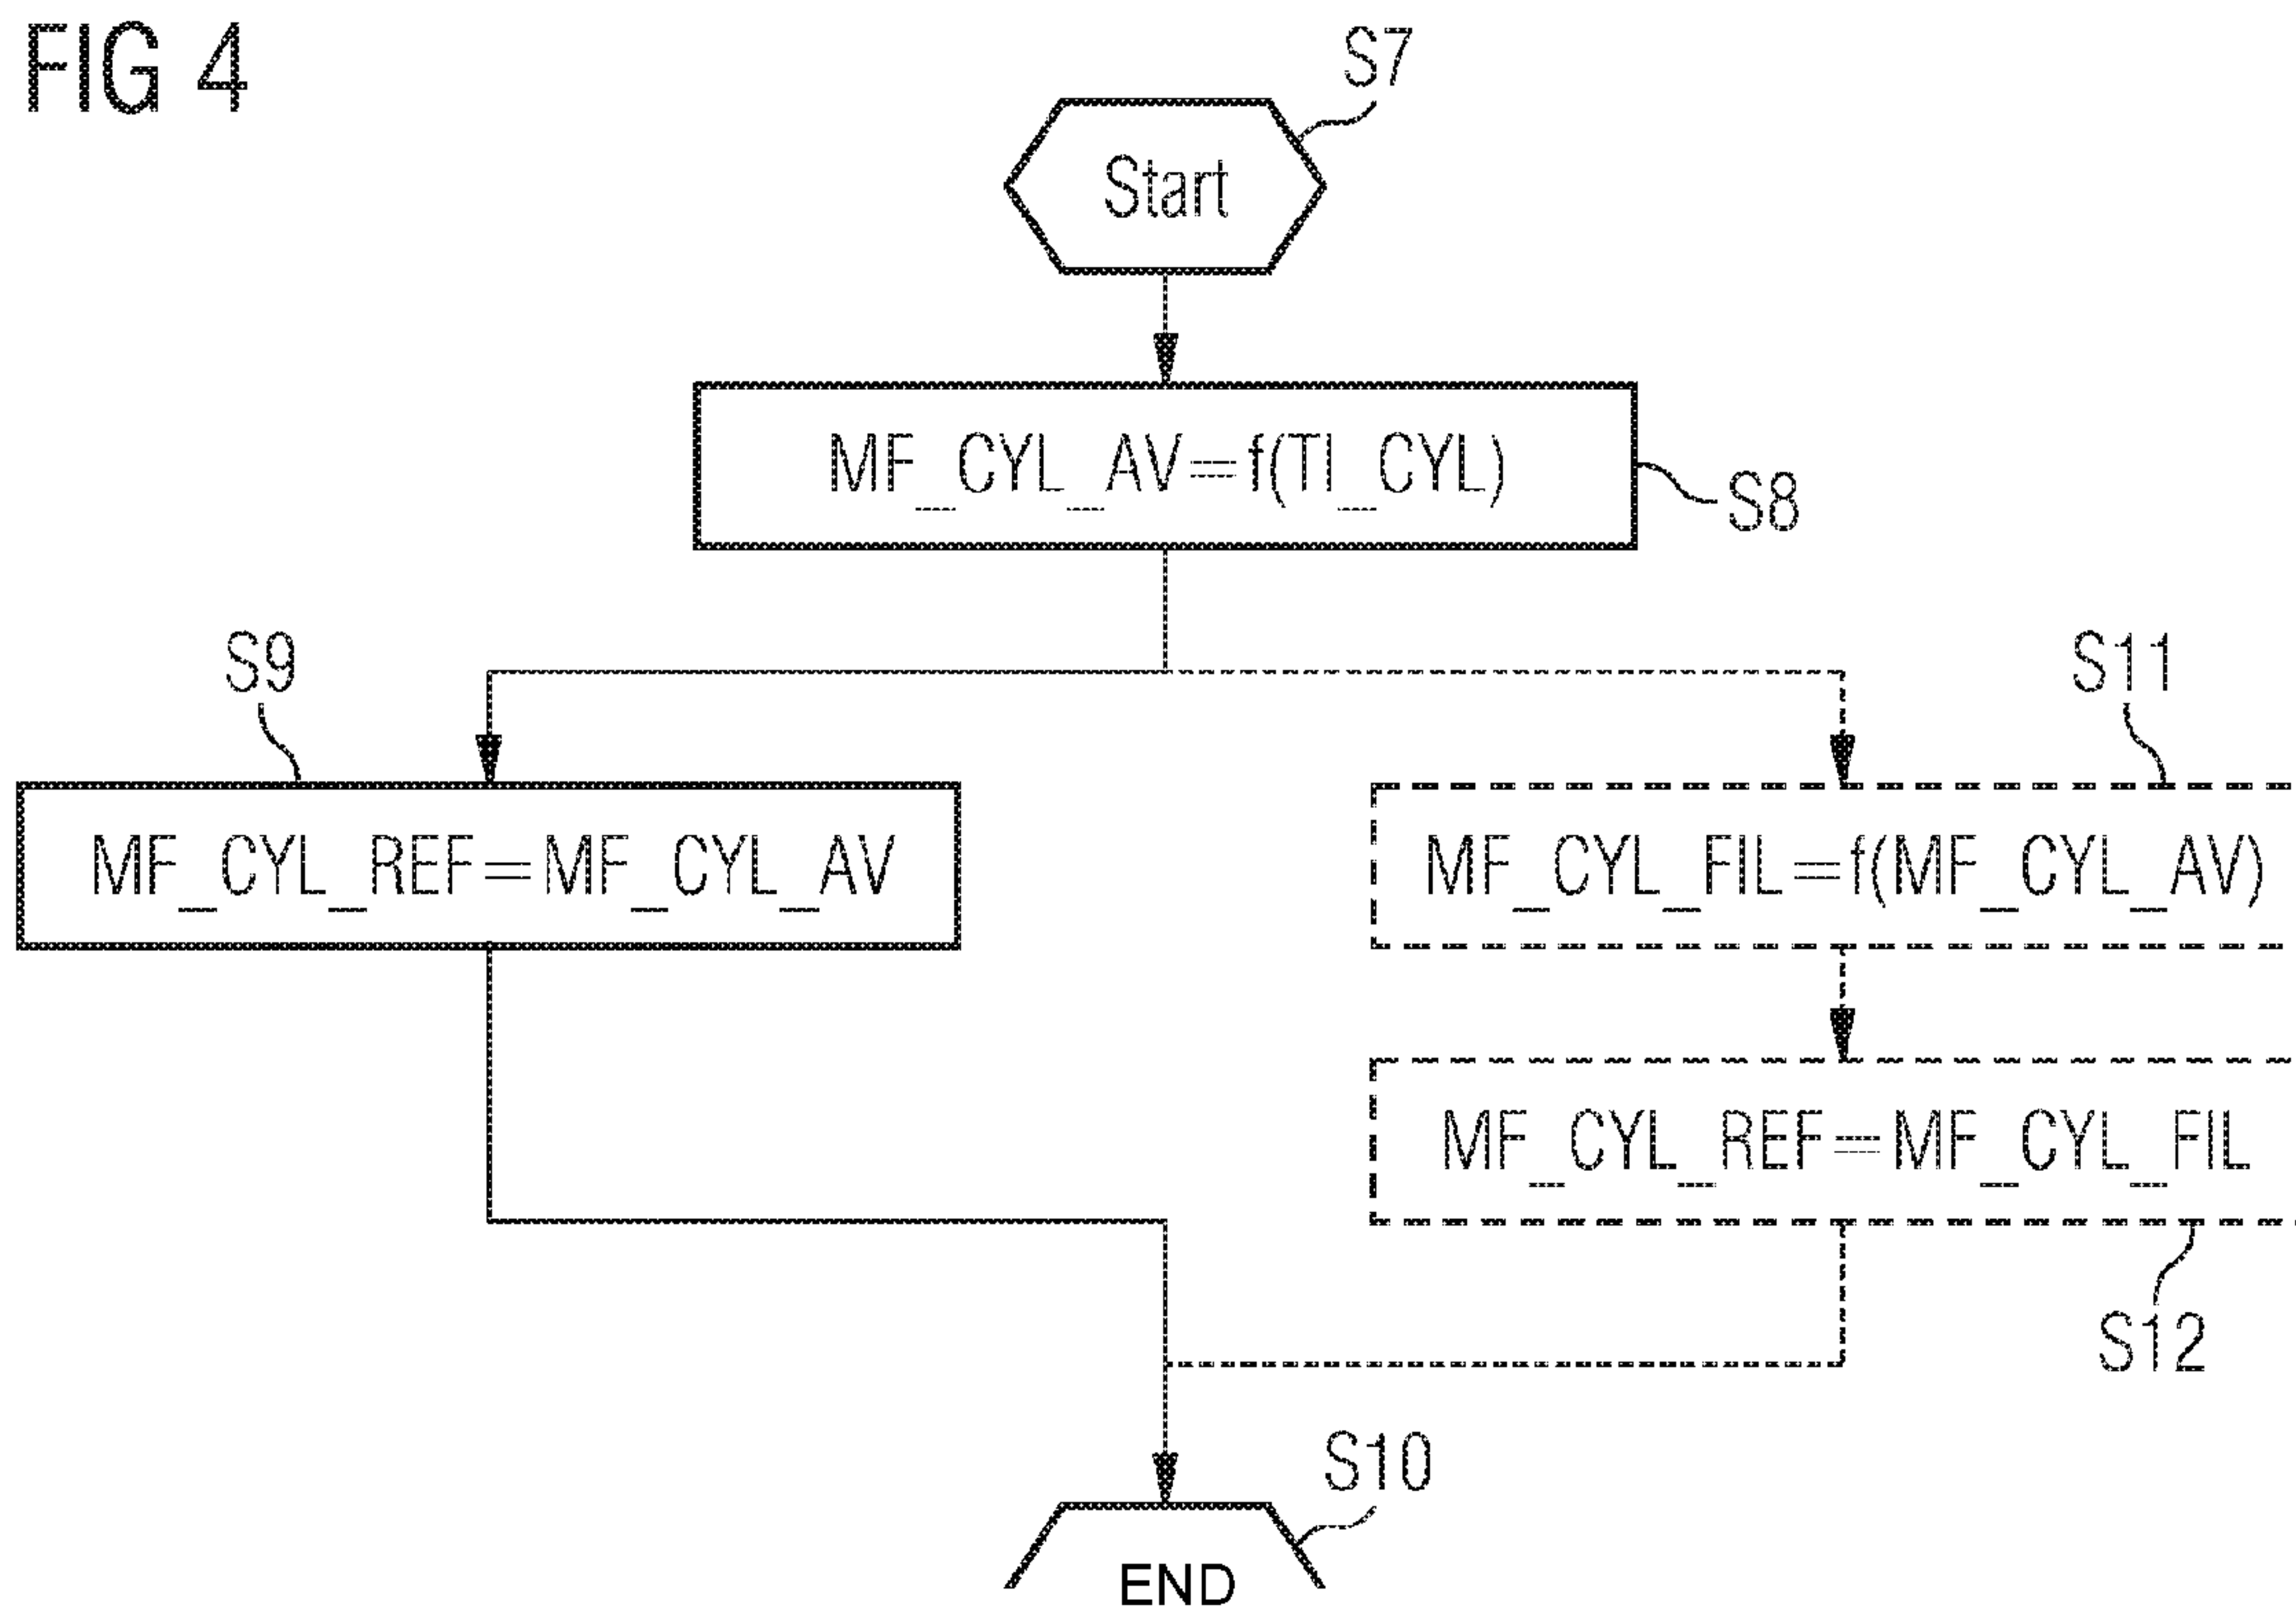 FIG 4
S7
Start
MF_CYL_AV=f(TI_CYL)
S8
S9
S11
MF_CYL_REF=MF_CYL_AV
MF_CYL_FIL=f(MF_CYL_AV)
MF_CYL_REF=MF_CYL_FIL
S12
S10
END